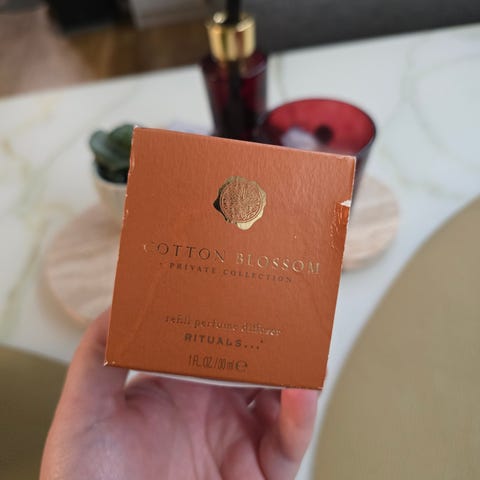 COTTON BLOSSOM
PRIVATE COLLECTION
refill perfume diffuser
RITUALS...
1 FL.OZ./30 ml ℮